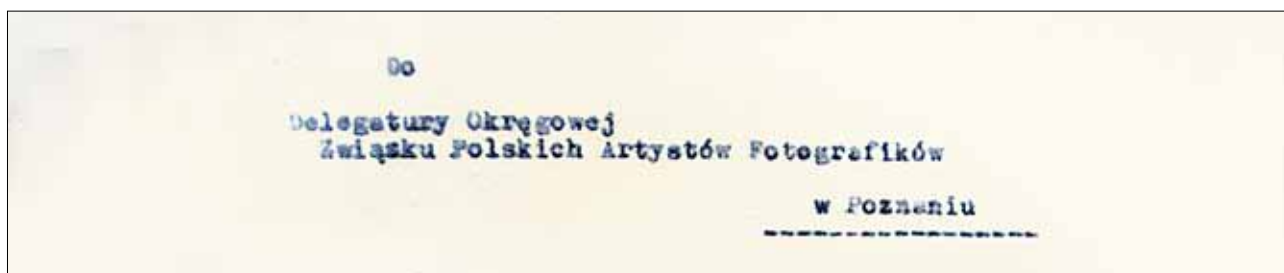 Do
Delegatury Okręgowej
Związku Polskich Artystów Fotografików
w Poznaniu